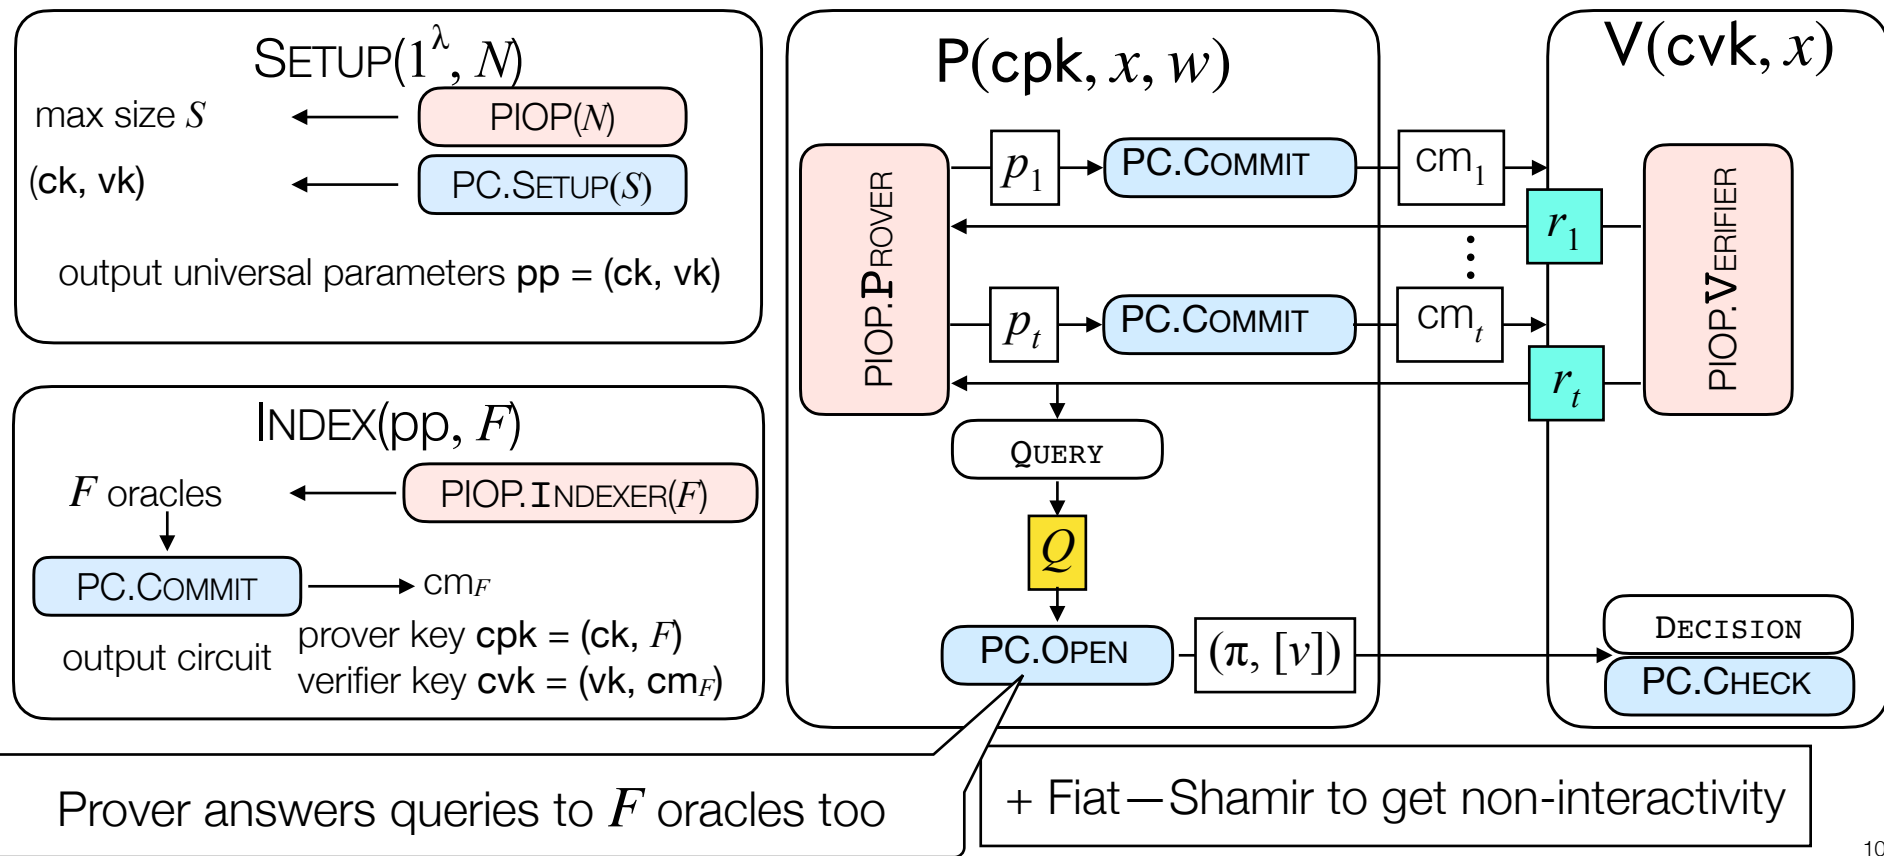 SETUP(1^λ, N)
max size S
PIOP(N)
(ck, vk)
PC.SETUP(S)
output universal parameters pp = (ck, vk)
INDEX(pp, F)
F oracles
PIOP.INDEXER(F)
PC.COMMIT
cm_F
output circuit
prover key cpk = (ck, F)
verifier key cvk = (vk, cm_F)
P(cpk, x, w)
PIOP.PROVER
p_1
PC.COMMIT
cm_1
r_1
⋮
p_t
PC.COMMIT
cm_t
r_t
QUERY
Q
PC.OPEN
(π, [v])
V(cvk, x)
PIOP.VERIFIER
DECISION
PC.CHECK
Prover answers queries to F oracles too
+ Fiat—Shamir to get non-interactivity
10